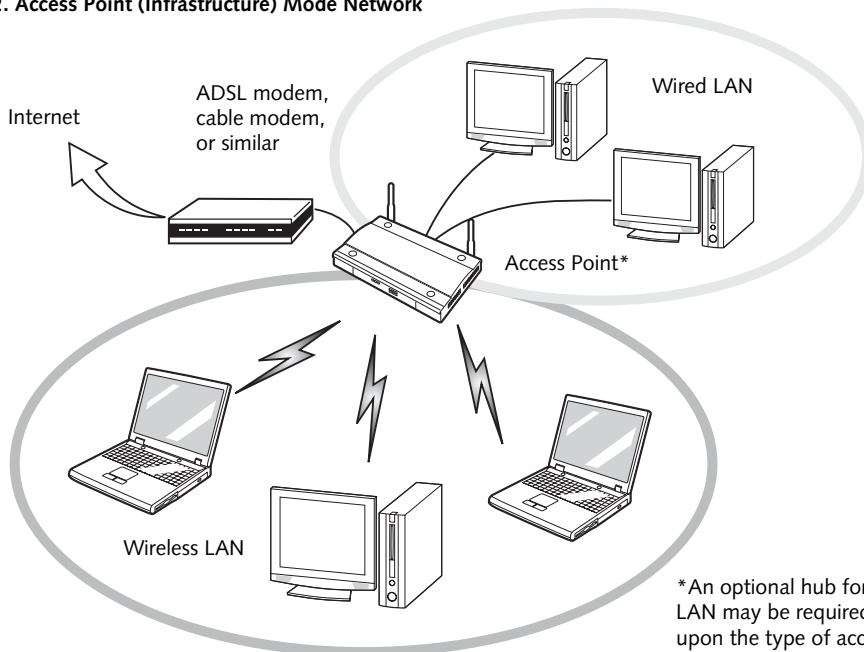 . Access Point (Infrastructure) Mode Network
Internet
ADSL modem,
cable modem,
or similar
Wired LAN
Access Point*
Wireless LAN
*An optional hub for
LAN may be required
upon the type of acc